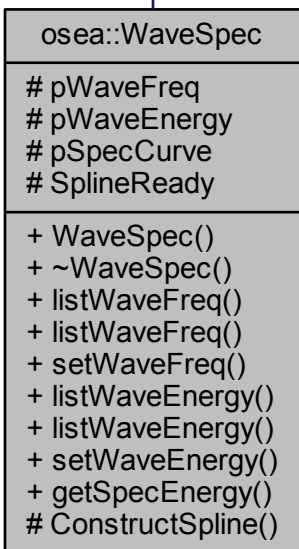 osea::WaveSpec
# pWaveFreq
# pWaveEnergy
# pSpecCurve
# SplineReady
+ WaveSpec()
+ ~WaveSpec()
+ listWaveFreq()
+ listWaveFreq()
+ setWaveFreq()
+ listWaveEnergy()
+ listWaveEnergy()
+ setWaveEnergy()
+ getSpecEnergy()
# ConstructSpline()